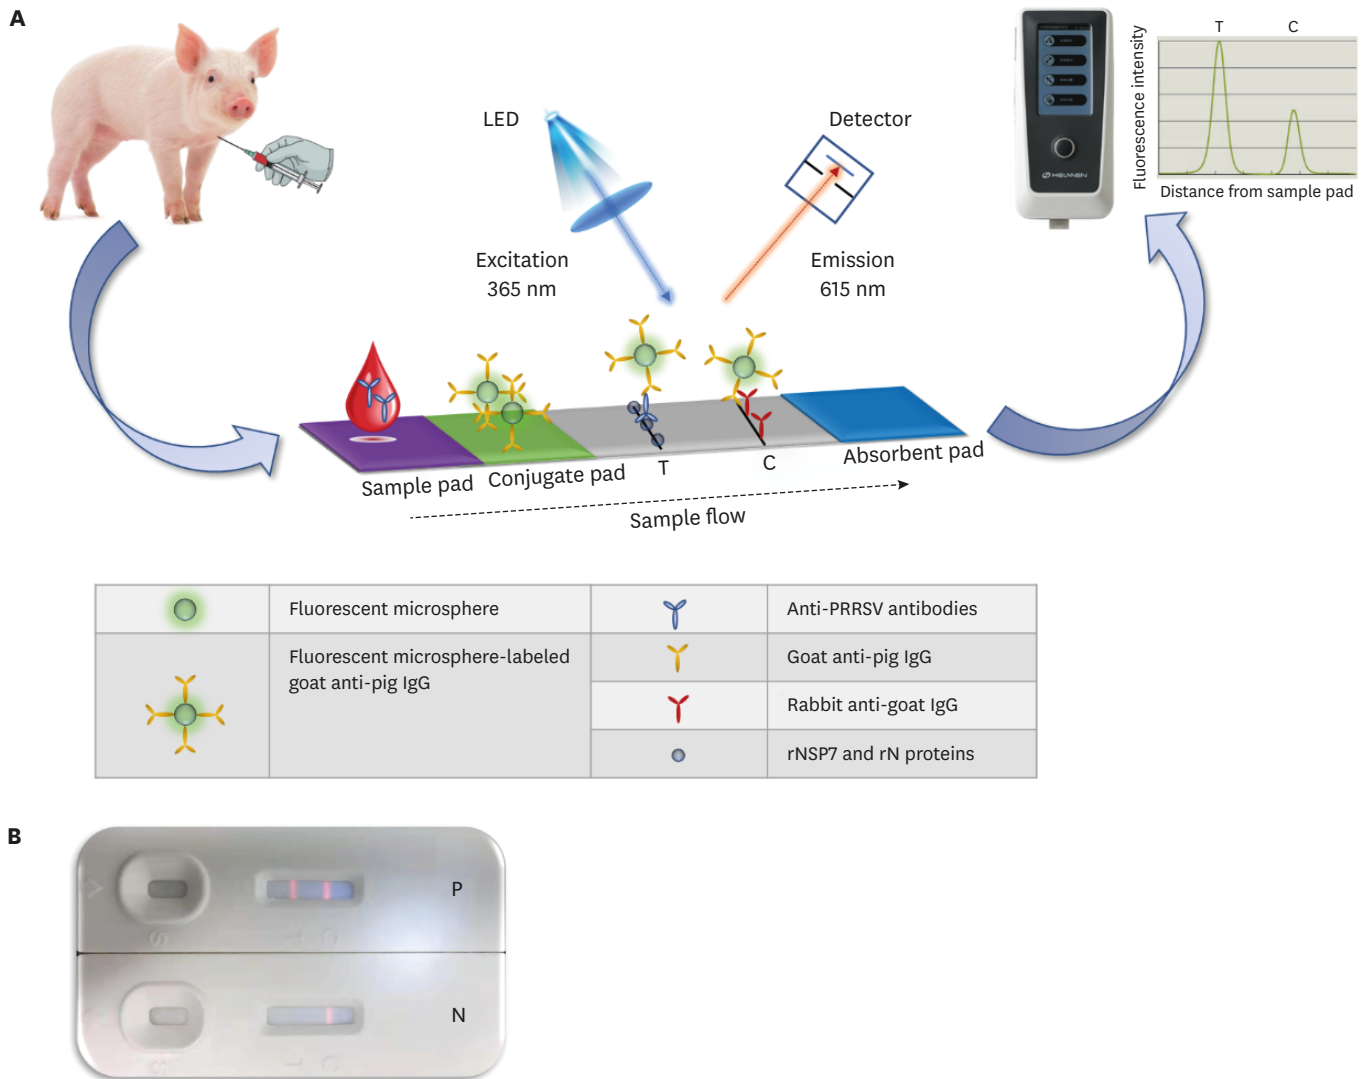 A
LED
Detector
Excitation
365 nm
Emission
615 nm
HEUNEN
Fluorescence intensity
T
C
Distance from sample pad
Sample pad
Conjugate pad
T
C
Absorbent pad
Sample flow
Fluorescent microsphere
Anti-PRRSV antibodies
Fluorescent microsphere-labeled
goat anti-pig IgG
Goat anti-pig IgG
Rabbit anti-goat IgG
rNSP7 and rN proteins
B
P
S
T
C
N
S
T
C